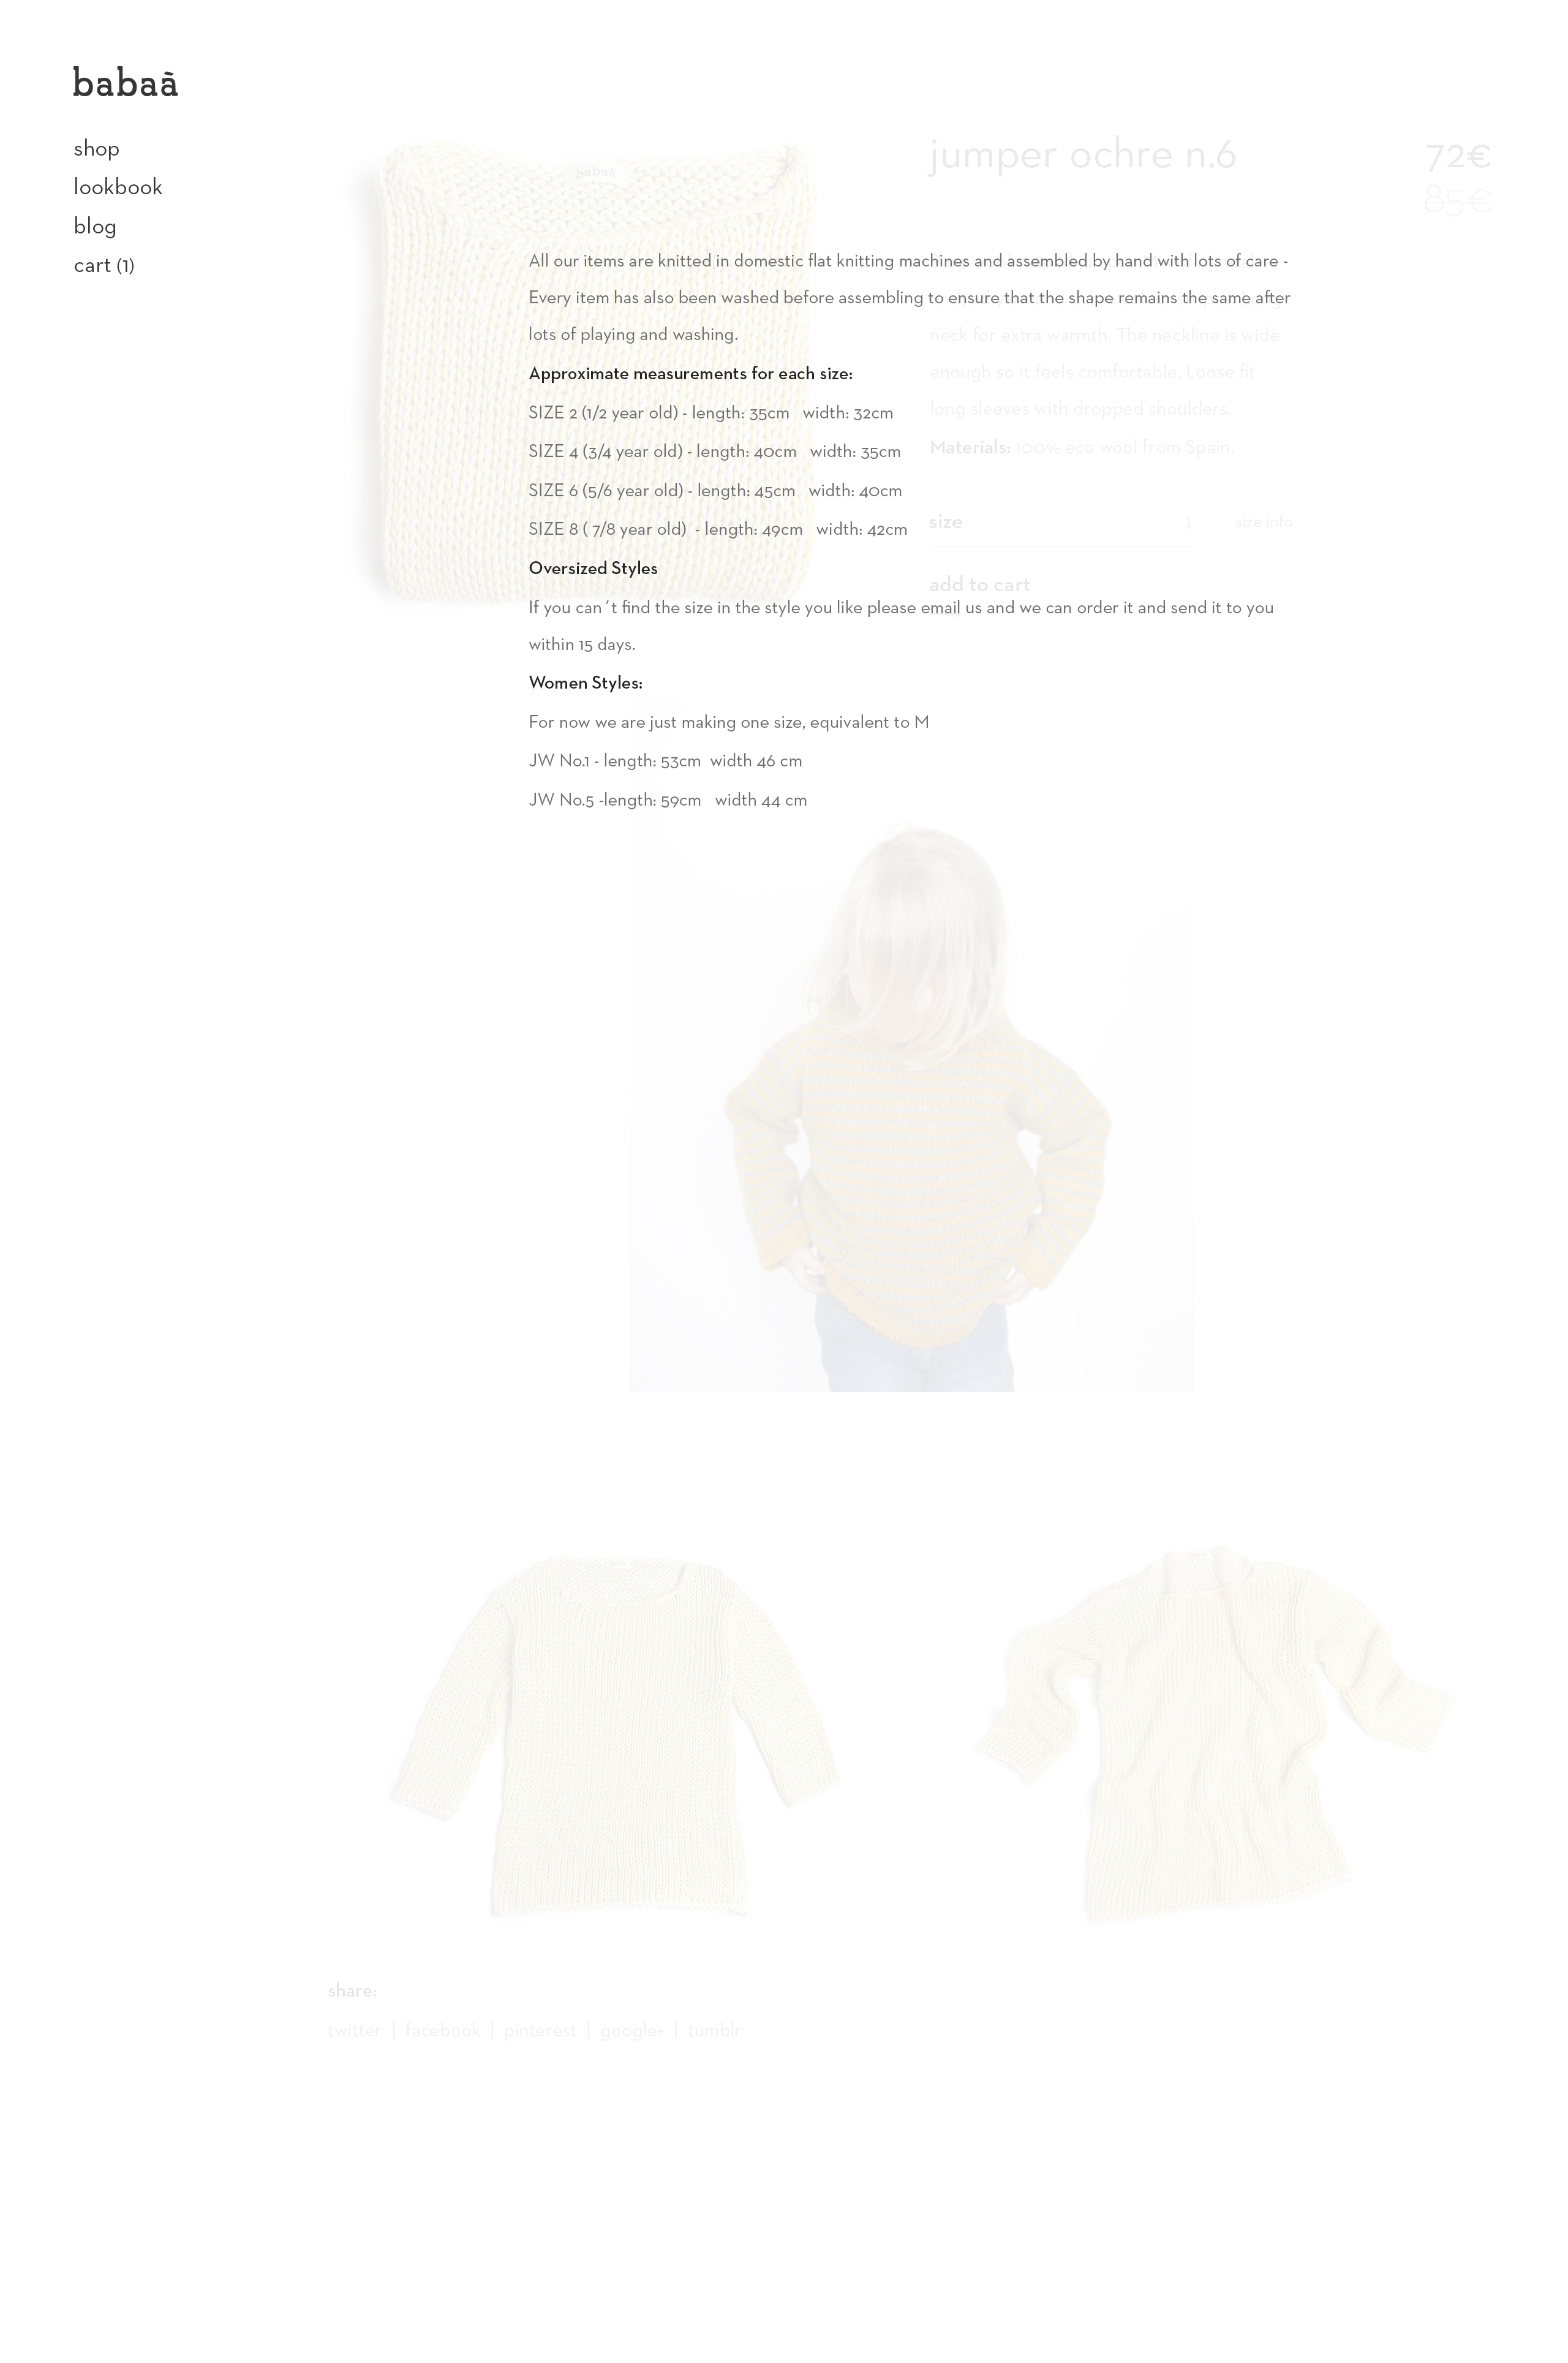 babaà
shop
lookbook
blog
cart (1)
babaà
jumper ochre n.6
72€
85€
All our items are knitted in domestic flat knitting machines and assembled by hand with lots of care -
Every item has also been washed before assembling to ensure that the shape remains the same after
lots of playing and washing.
Approximate measurements for each size:
SIZE 2 (1/2 year old) - length: 35cm   width: 32cm
SIZE 4 (3/4 year old) - length: 40cm   width: 35cm
SIZE 6 (5/6 year old) - length: 45cm   width: 40cm
SIZE 8 ( 7/8 year old)  - length: 49cm   width: 42cm
Oversized Styles
If you can´t find the size in the style you like please email us and we can order it and send it to you
within 15 days.
Women Styles:
For now we are just making one size, equivalent to M
JW No.1 - length: 53cm  width 46 cm
JW No.5 -length: 59cm   width 44 cm
neck for extra warmth. The neckline is wide
enough so it feels comfortable. Loose fit
long sleeves with dropped shoulders.
Materials: 100% eco wool from Spain.
size ↓ size info
add to cart
share:
twitter | facebook | pinterest | google+ | tumblr